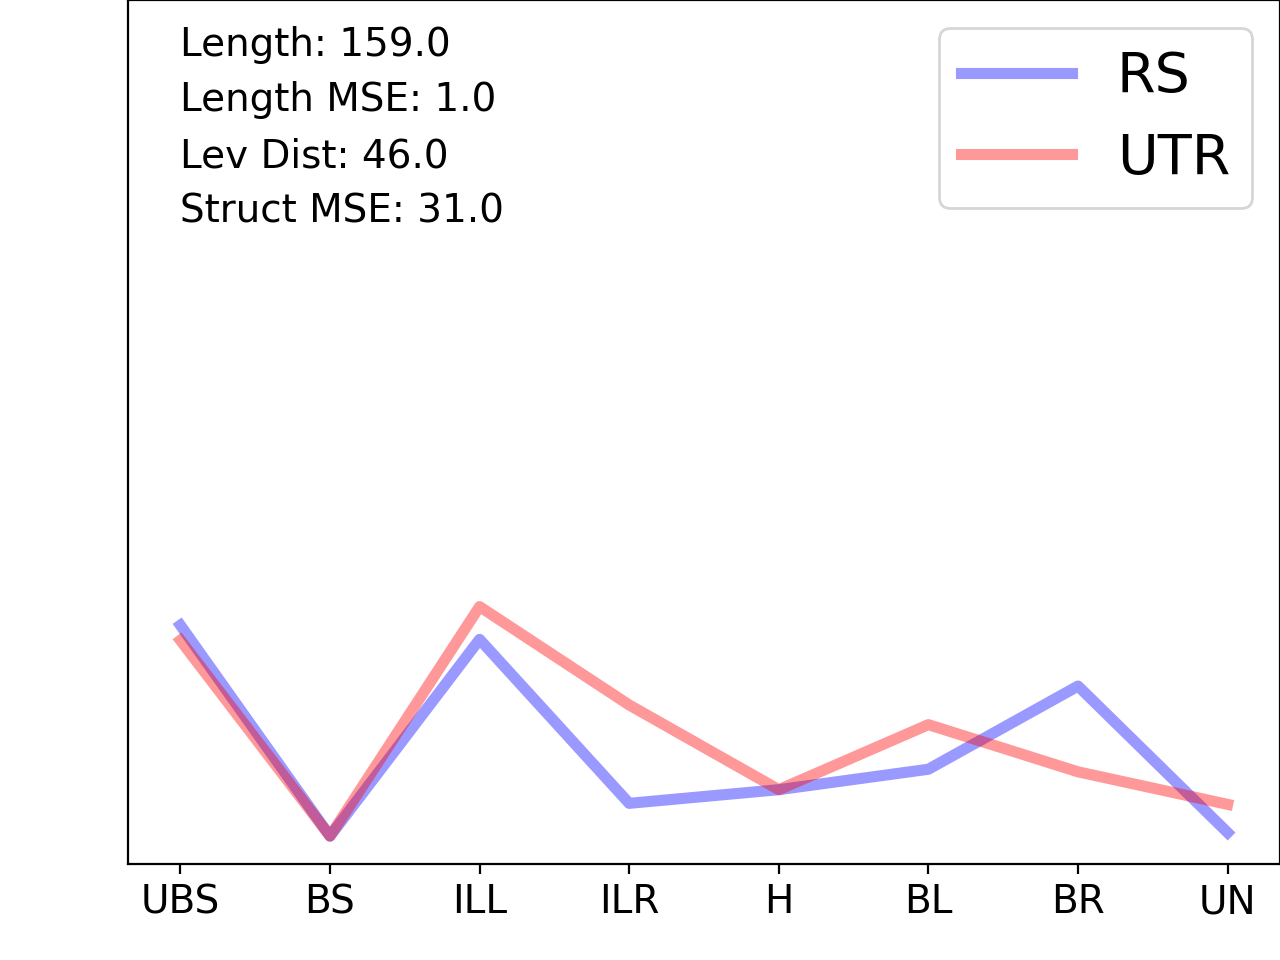 Length: 159.0
Length MSE: 1.0
Lev Dist: 46.0
Struct MSE: 31.0
RS
UTR
UBS BS ILL ILR H BL BR UN